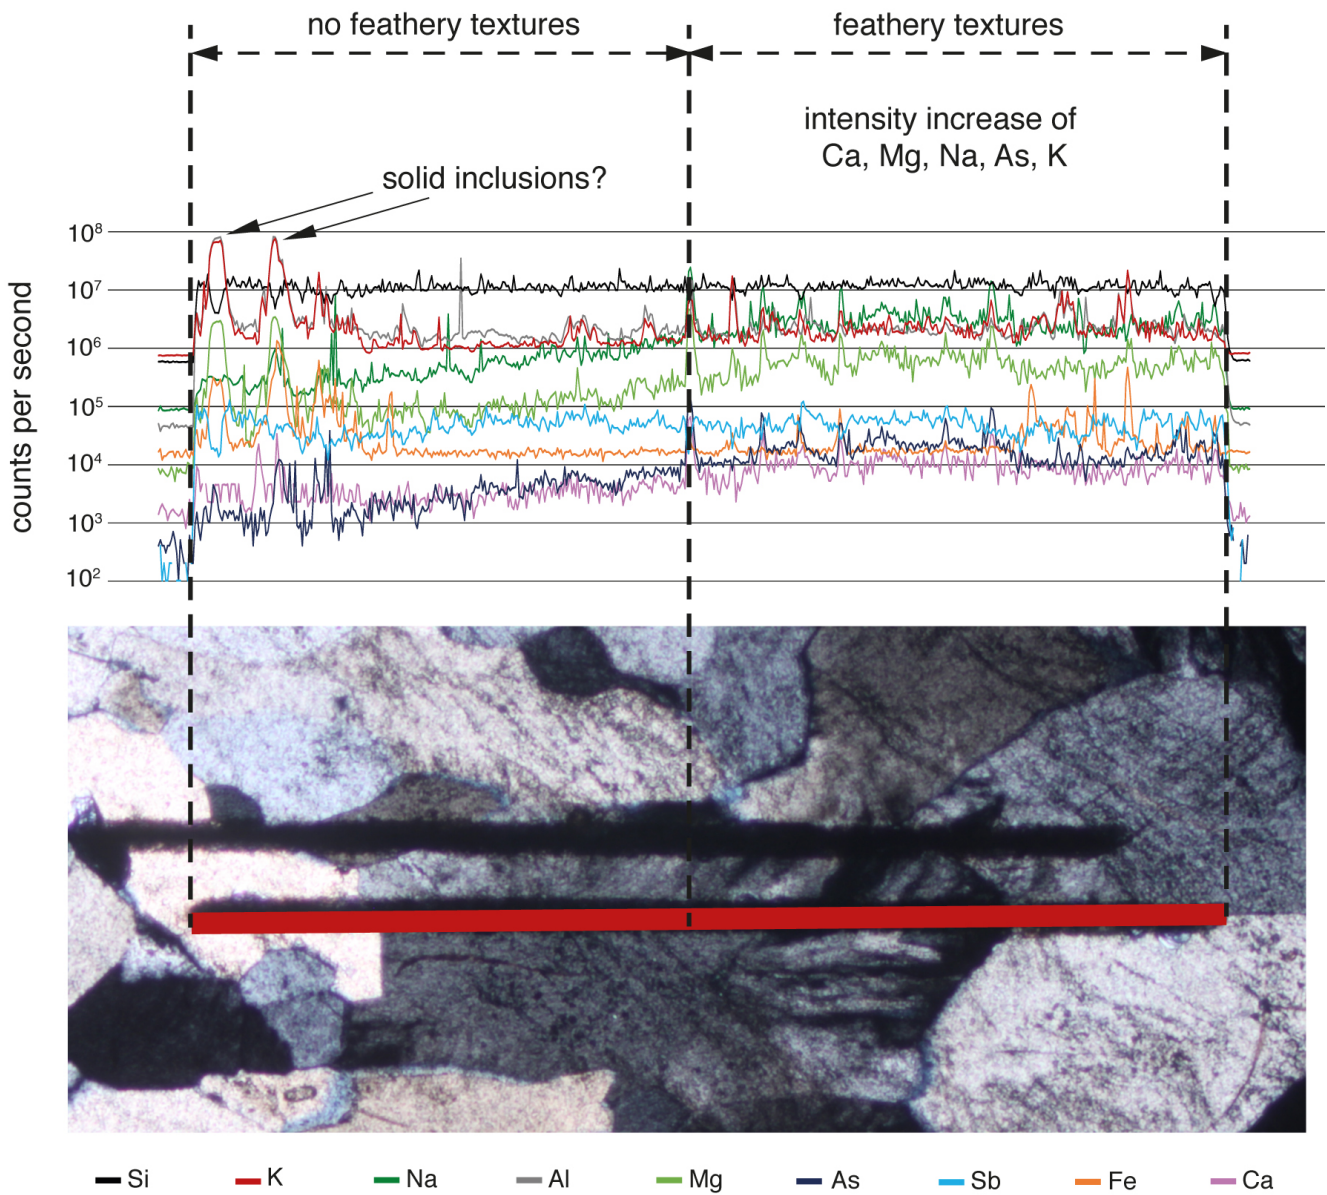 no feathery textures
feathery textures
intensity increase of
Ca, Mg, Na, As, K
solid inclusions?
10⁸
10⁷
10⁶
10⁵
10⁴
10³
10²
counts per second
Si K Na Al Mg As Sb Fe Ca